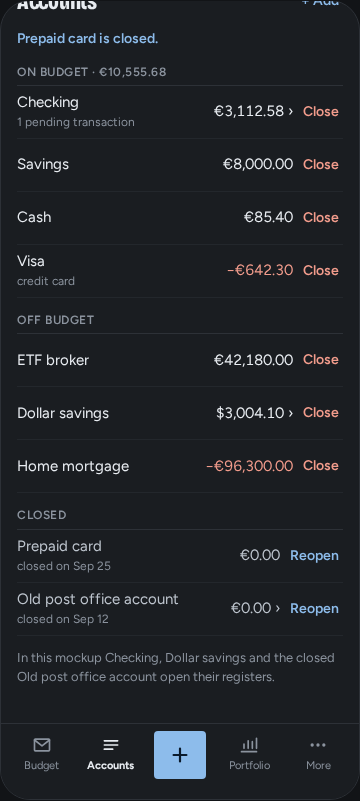 Accounts
+ Add
Prepaid card is closed.
ON BUDGET · €10,555.68
Checking
1 pending transaction
€3,112.58 ›
Close
Savings
€8,000.00
Close
Cash
€85.40
Close
Visa
credit card
−€642.30
Close
OFF BUDGET
ETF broker
€42,180.00
Close
Dollar savings
$3,004.10 ›
Close
Home mortgage
−€96,300.00
Close
CLOSED
Prepaid card
closed on Sep 25
€0.00
Reopen
Old post office account
closed on Sep 12
€0.00 ›
Reopen
In this mockup Checking, Dollar savings and the closed
Old post office account open their registers.
Budget
Accounts
+
Portfolio
More